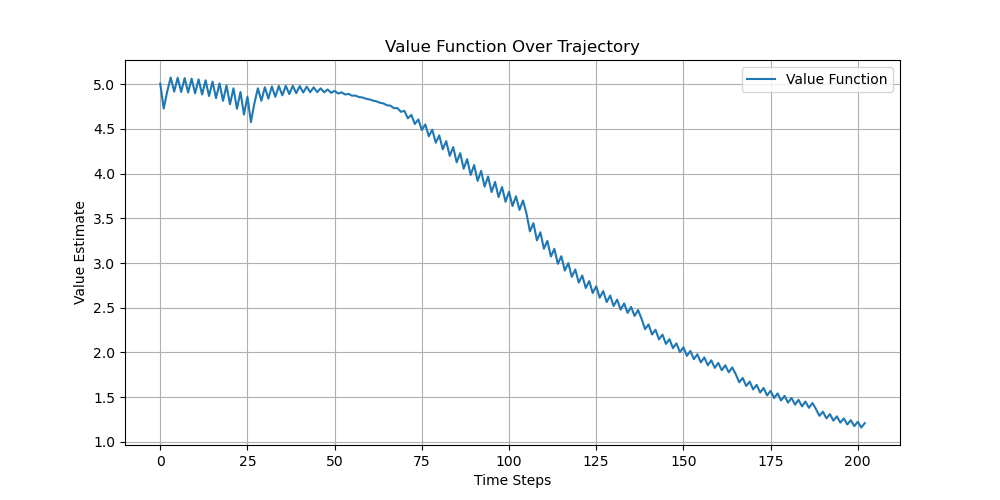 Value Function Over Trajectory
Value Function
Value Estimate
5.0
4.5
4.0
3.5
3.0
2.5
2.0
1.5
1.0
0 25 50 75 100 125 150 175 200
Time Steps